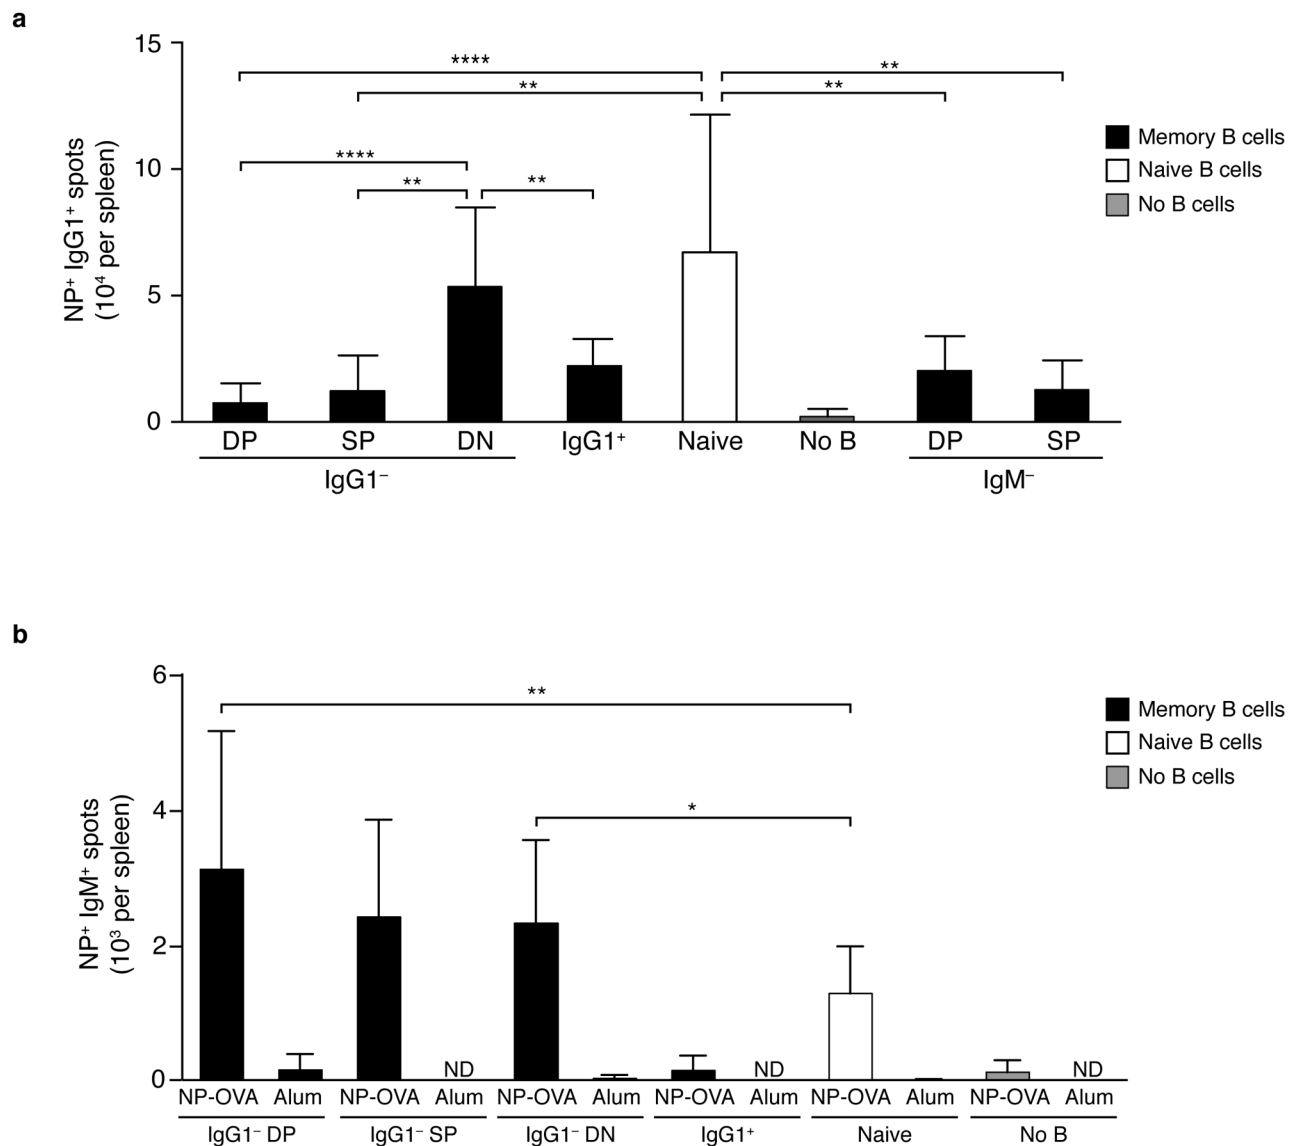 a
15
10
5
0
NP⁺ IgG1⁺ spots
(10⁴ per spleen)
****
**
**
**
****
**
**
Memory B cells
Naive B cells
No B cells
DP SP DN IgG1⁺ Naive No B DP SP
IgG1⁻ IgM⁻
b
6
4
2
0
NP⁺ IgM⁺ spots
(10³ per spleen)
**
*
Memory B cells
Naive B cells
No B cells
ND ND ND
NP-OVA Alum NP-OVA Alum NP-OVA Alum NP-OVA Alum NP-OVA Alum NP-OVA Alum
IgG1⁻ DP IgG1⁻ SP IgG1⁻ DN IgG1⁺ Naive No B